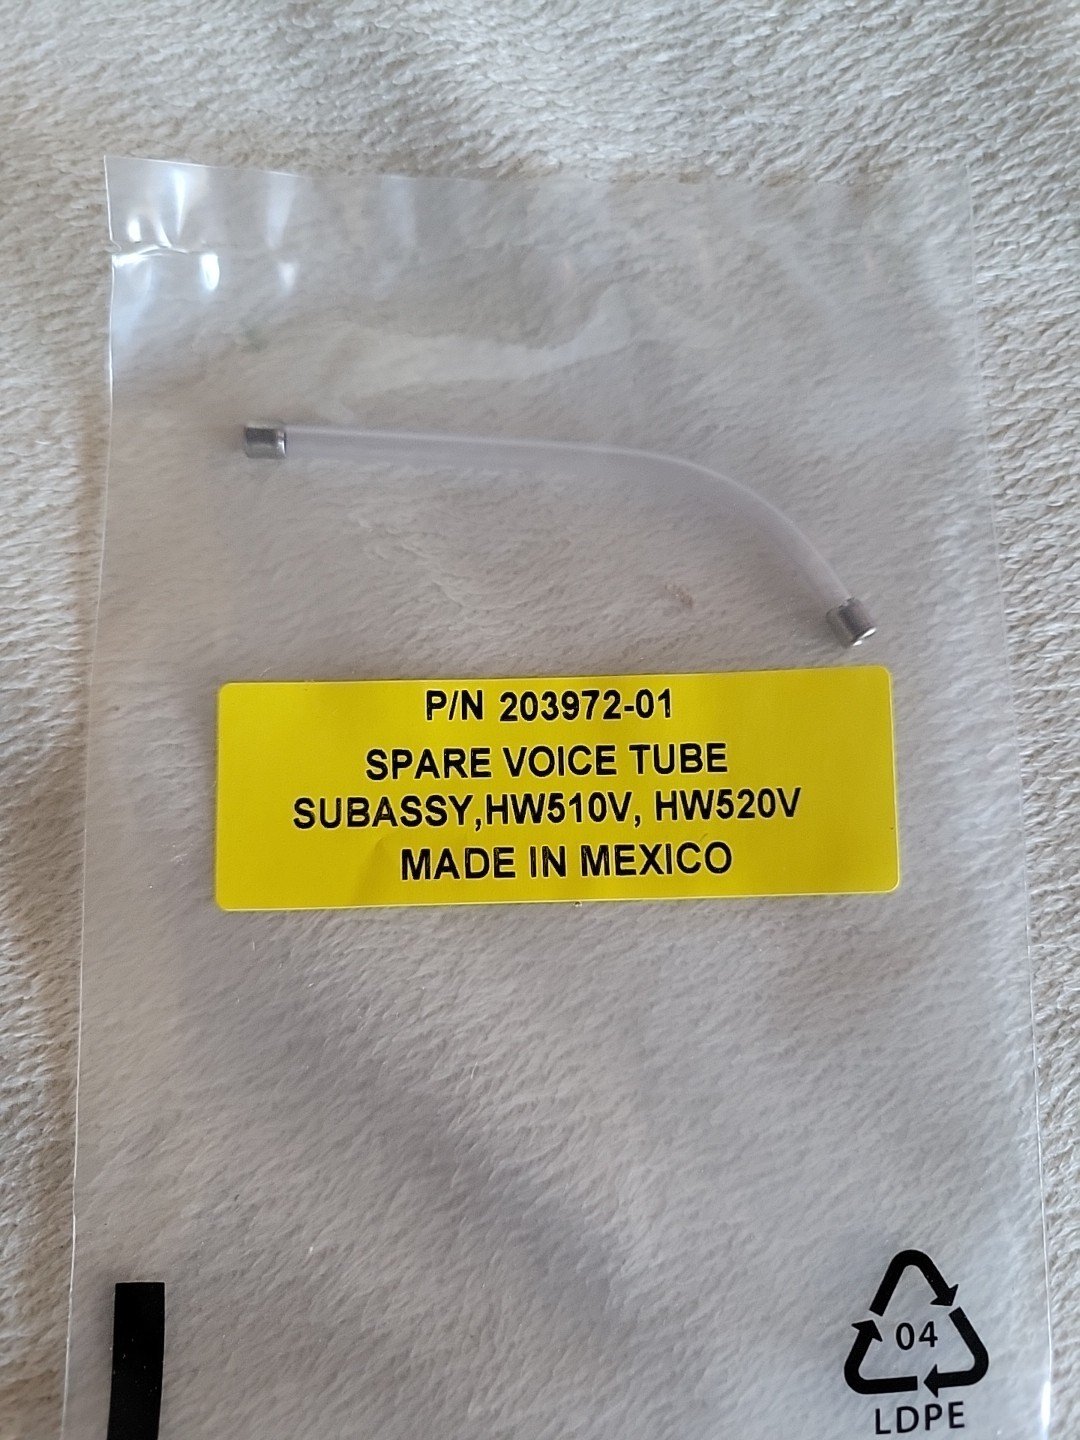 P/N 203972-01
SPARE VOICE TUBE
SUBASSY,HW510V, HW520V
MADE IN MEXICO
04
LDPE